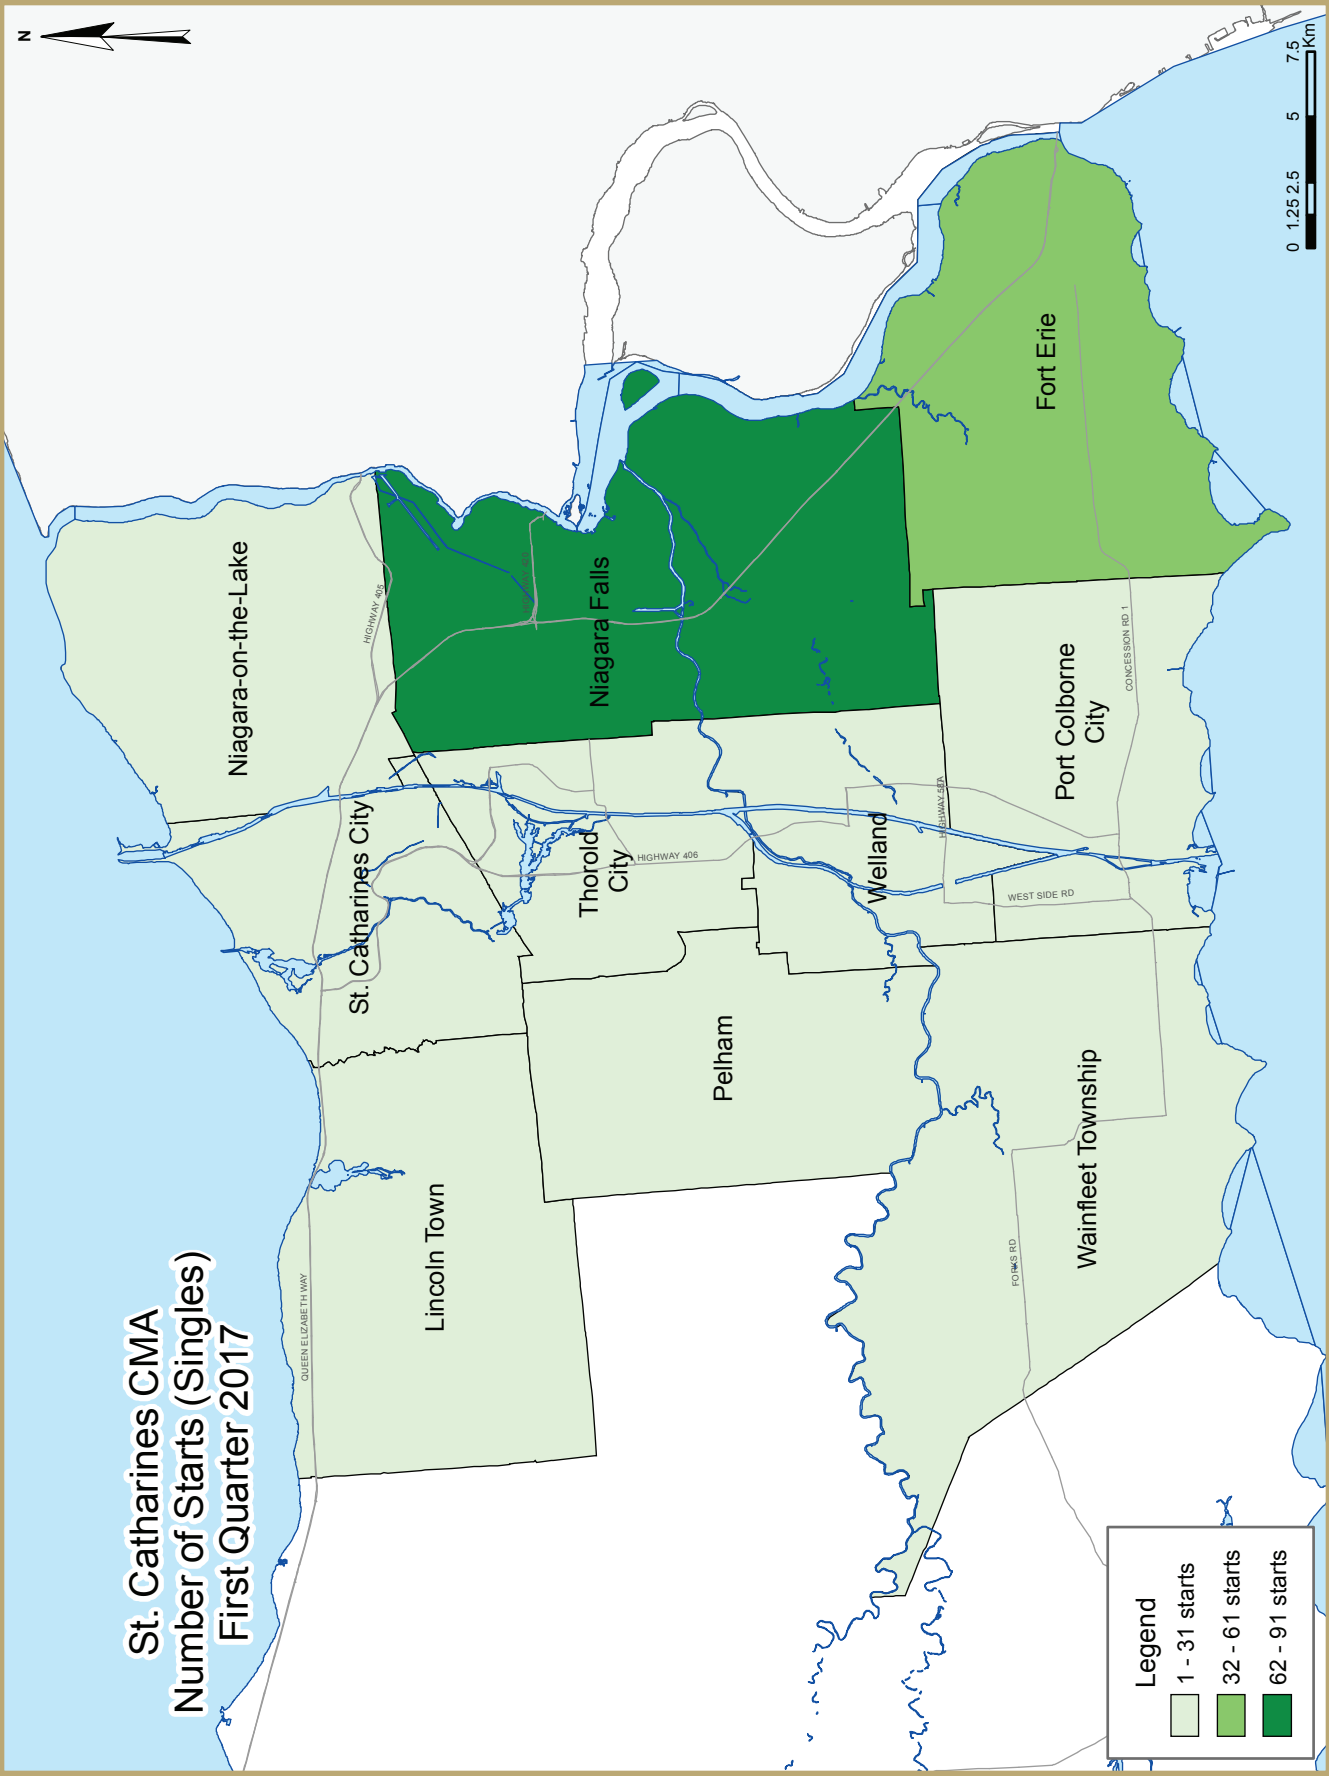 St. Catharines CMA
Number of Starts (Singles)
First Quarter 2017
N
Niagara-on-the-Lake
HIGHWAY 405
St. Catharines City
QUEEN ELIZABETH WAY
Lincoln Town
HIGHWAY 420
Niagara Falls
Thorold
City
HIGHWAY 406
Pelham
Welland
HIGHWAY 58A
Fort Erie
Port Colborne
City
CONCESSION RD 1
WEST SIDE RD
Wainfleet Township
FORKS RD
Legend
1 - 31 starts
32 - 61 starts
62 - 91 starts
0 1.25 2.5 5 7.5
Km